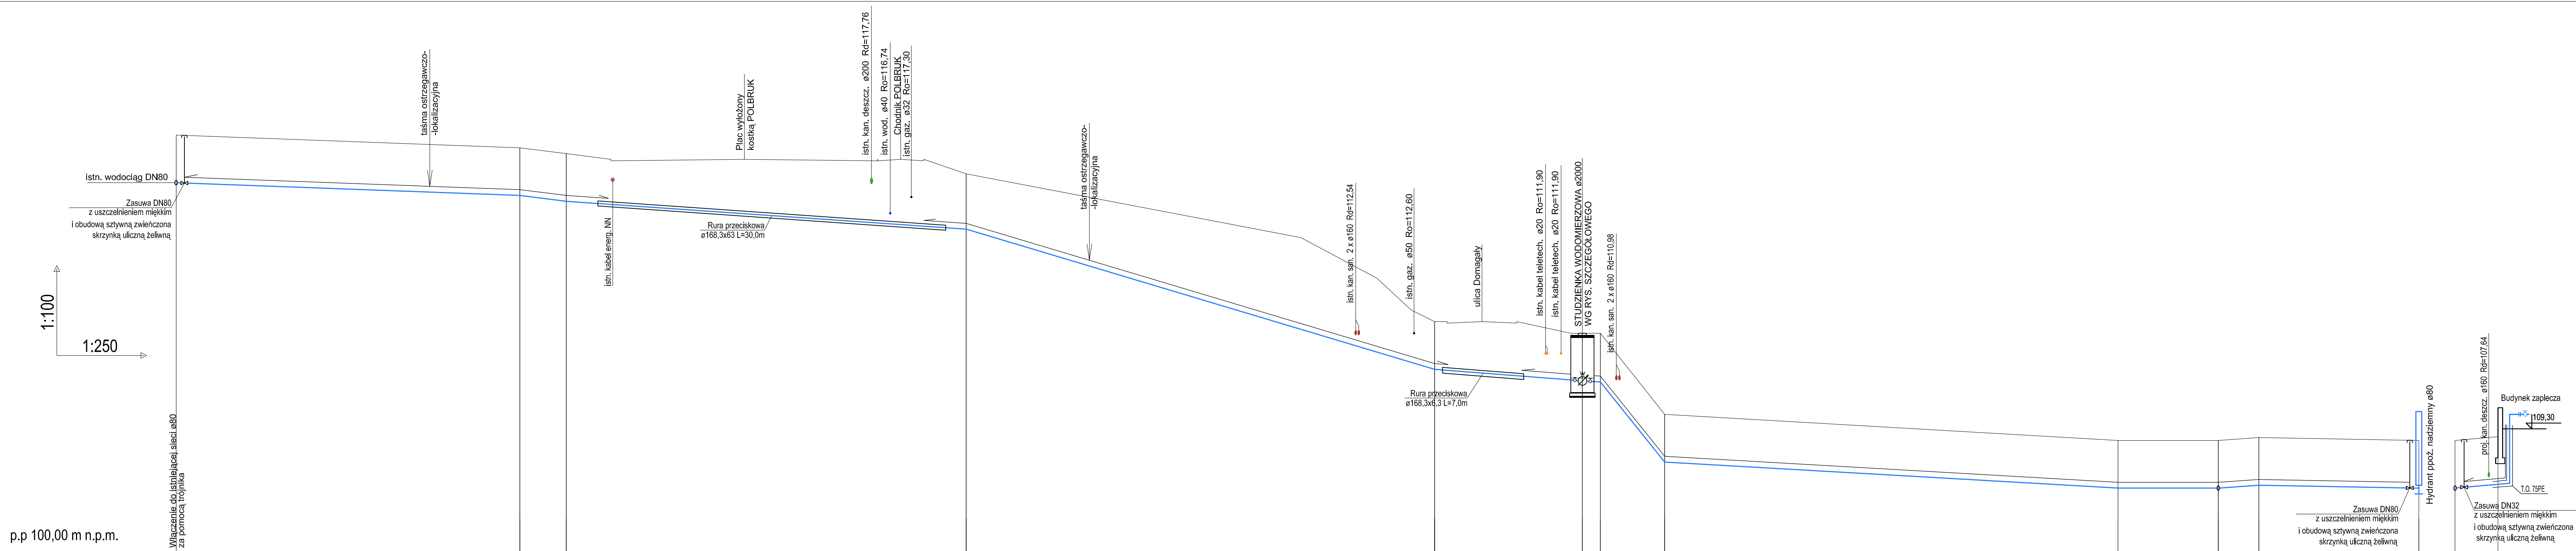 taśma ostrzegawczo-
-lokalizacyjna
Plac wyłożony
kostką POLBRUK
istn. kan. deszcz. ø200 Rd=117,76
istn. wod. ø40 Ro=116,74
Chodnik POLBRUK
istn. gaz. ø32 Ro=117,30
istn. wodociąg DN80
Zasuwa DN80
z uszczelnieniem miękkim
i obudową sztywną zwieńczona
skrzynką uliczną żeliwną
istn. kabel energ. NN
Rura przeciskowa
ø168,3x63 L=30,0m
taśma ostrzegawczo-
-lokalizacyjna
istn. kan. san. 2 x ø160 Rd=112,54
istn. gaz. ø50 Ro=112,60
ulica Domagały
istn. kabel teletech. ø20 Ro=111,90
istn. kabel teletech. ø20 Ro=111,90
STUDZIENKA WODOMIERZOWA ø2000
WG RYS. SZCZEGÓŁOWEGO
istn. kan. san. 2 x ø160 Rd=110,98
1:100
1:250
Rura przeciskowa
ø168,3x6,3 L=7,0m
Włączenie do istniejącej sieci ø80
za pomocą trójnika
p.p 100,00 m n.p.m.
Hydrant ppoż. nadziemny ø80
Zasuwa DN80
z uszczelnieniem miękkim
i obudową sztywną zwieńczona
skrzynką uliczną żeliwną
proj. kan. deszcz. ø160 Rd=107,64
Budynek zaplecza
109,30
T.O. 75PE
Zasuwa DN32
z uszczelnieniem miękkim
i obudową sztywną zwieńczona
skrzynką uliczną żeliwną